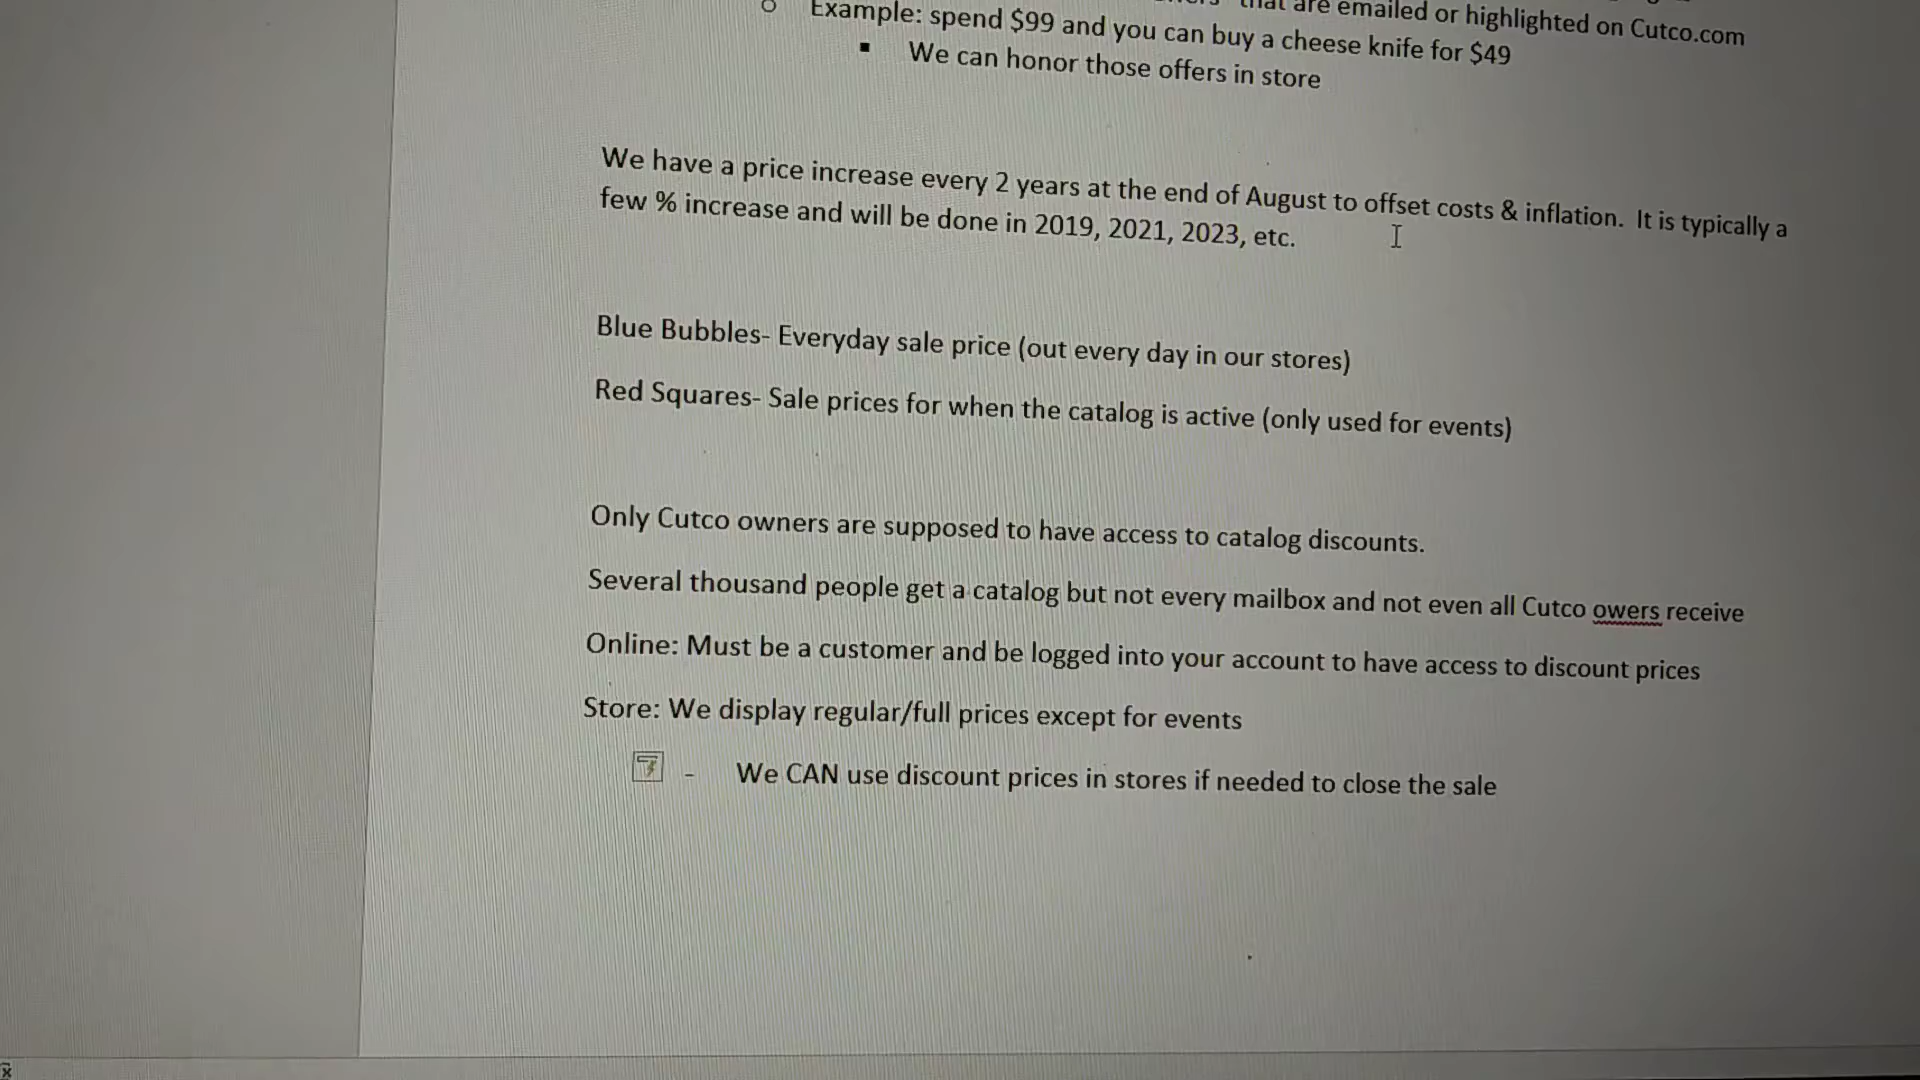 that are emailed or highlighted on Cutco.com
○ Example: spend $99 and you can buy a cheese knife for $49
▪ We can honor those offers in store
We have a price increase every 2 years at the end of August to offset costs & inflation.  It is typically a
few % increase and will be done in 2019, 2021, 2023, etc.
Blue Bubbles- Everyday sale price (out every day in our stores)
Red Squares- Sale prices for when the catalog is active (only used for events)
Only Cutco owners are supposed to have access to catalog discounts.
Several thousand people get a catalog but not every mailbox and not even all Cutco owers receive
Online: Must be a customer and be logged into your account to have access to discount prices
Store: We display regular/full prices except for events
- We CAN use discount prices in stores if needed to close the sale